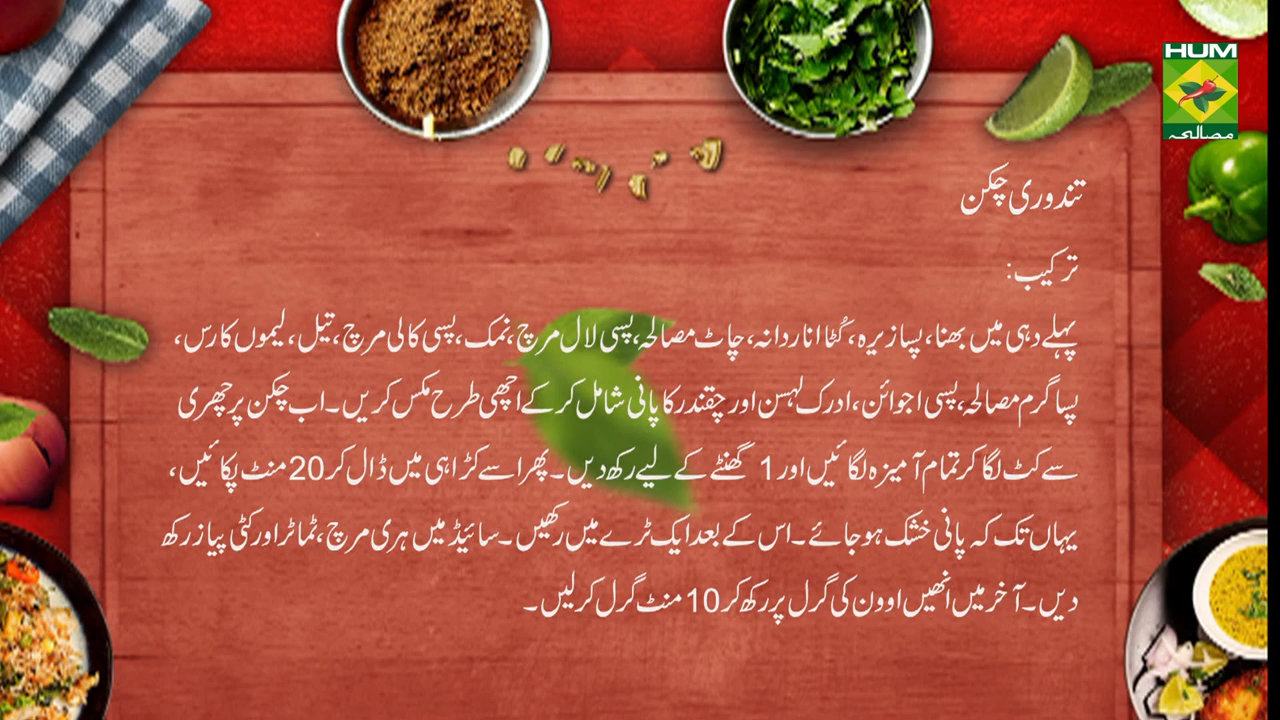 HUM
مصالحہ
تندوری چکن
ترکیب:
پہلے دہی میں بھنا، پسا زیرہ، کُٹا انار دانہ، چاٹ مصالحہ، پسی لال مرچ، نمک، پسی کالی مرچ، تیل، لیموں کا رس،
پسا گرم مصالحہ، پسی اجوائن، ادرک لہسن اور چقندر کا پانی شامل کر کے اچھی طرح مکس کریں۔ اب چکن پر چھری
سے کٹ لگا کر تمام آمیزہ لگائیں اور 1 گھنٹے کے لیے رکھ دیں۔ پھر اسے کڑاہی میں ڈال کر 20 منٹ پکائیں،
یہاں تک کہ پانی خشک ہو جائے۔ اس کے بعد ایک ٹرے میں رکھیں۔ سائیڈ میں ہری مرچ، ٹماٹر اور کٹی پیاز رکھ
دیں۔ آخر میں انھیں اوون کی گرل پر رکھ کر 10 منٹ گرل کر لیں۔